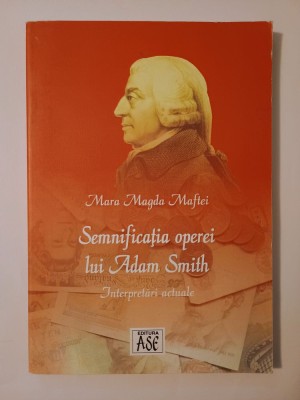 Mara Magda Maftei
Semnificația operei
lui Adam Smith
Interpretări actuale
EDITURA
ASE